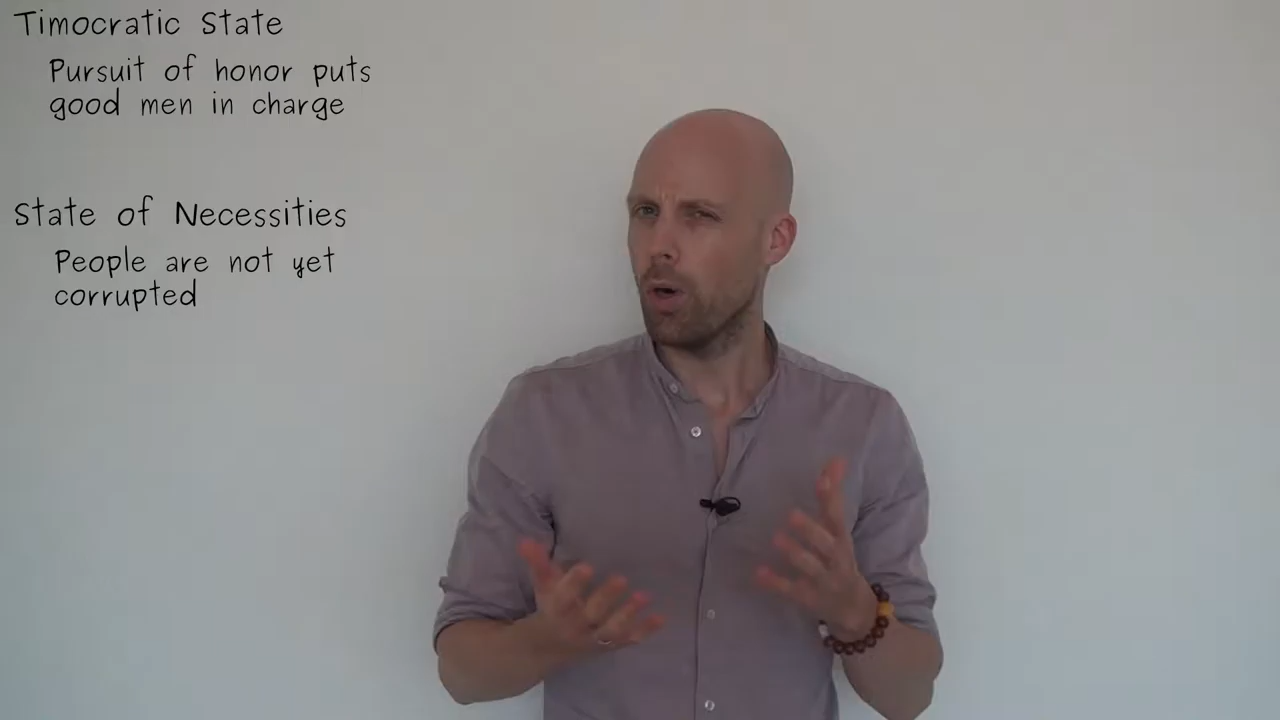 Timocratic State
Pursuit of honor puts
good men in charge
State of Necessities
People are not yet
corrupted